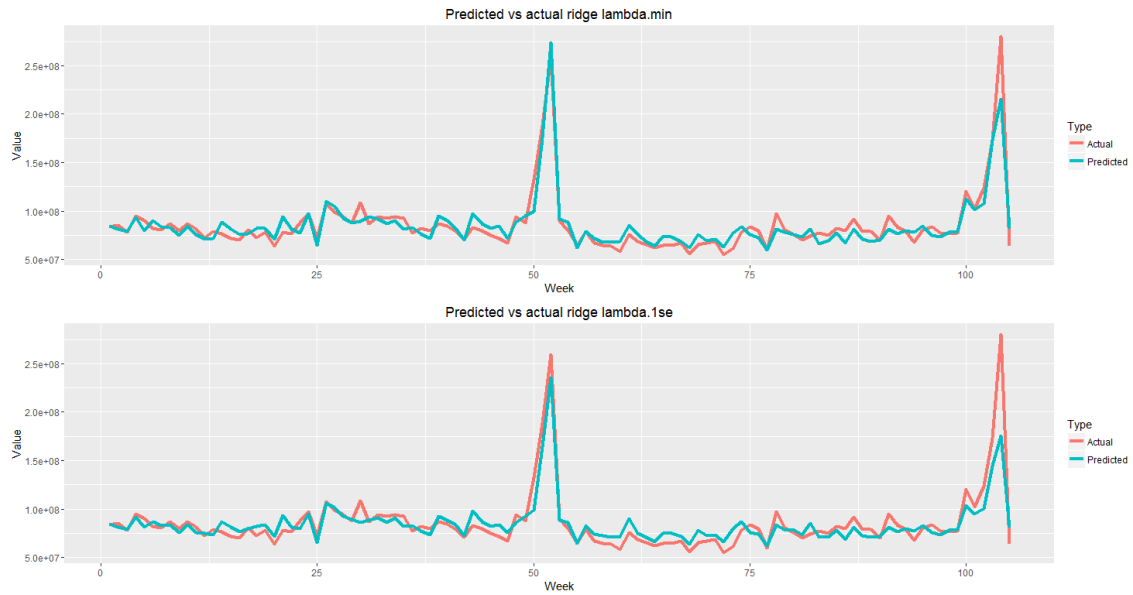 Predicted vs actual ridge lambda.min
2.5e+08
2.0e+08
1.5e+08
1.0e+08
5.0e+07
Value
0 25 50 75 100
Week
Type
Actual
Predicted
Predicted vs actual ridge lambda.1se
2.5e+08
2.0e+08
1.5e+08
1.0e+08
5.0e+07
Value
0 25 50 75 100
Week
Type
Actual
Predicted